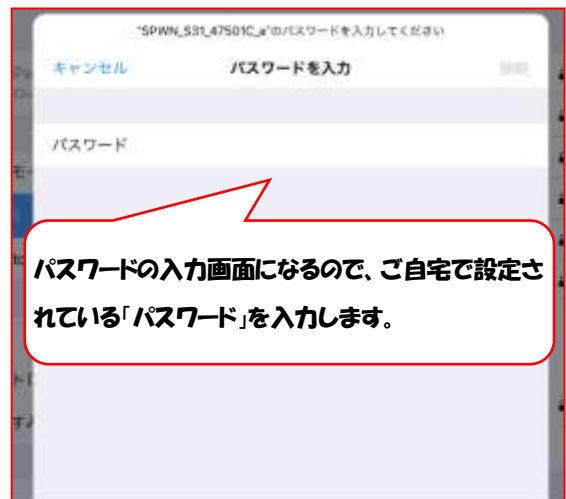 "SPWN_S31_47501C_a"のパスワードを入力してください
キャンセル パスワードを入力 接続
パスワード
パスワードの入力画面になるので、ご自宅で設定さ
れている「パスワード」を入力します。